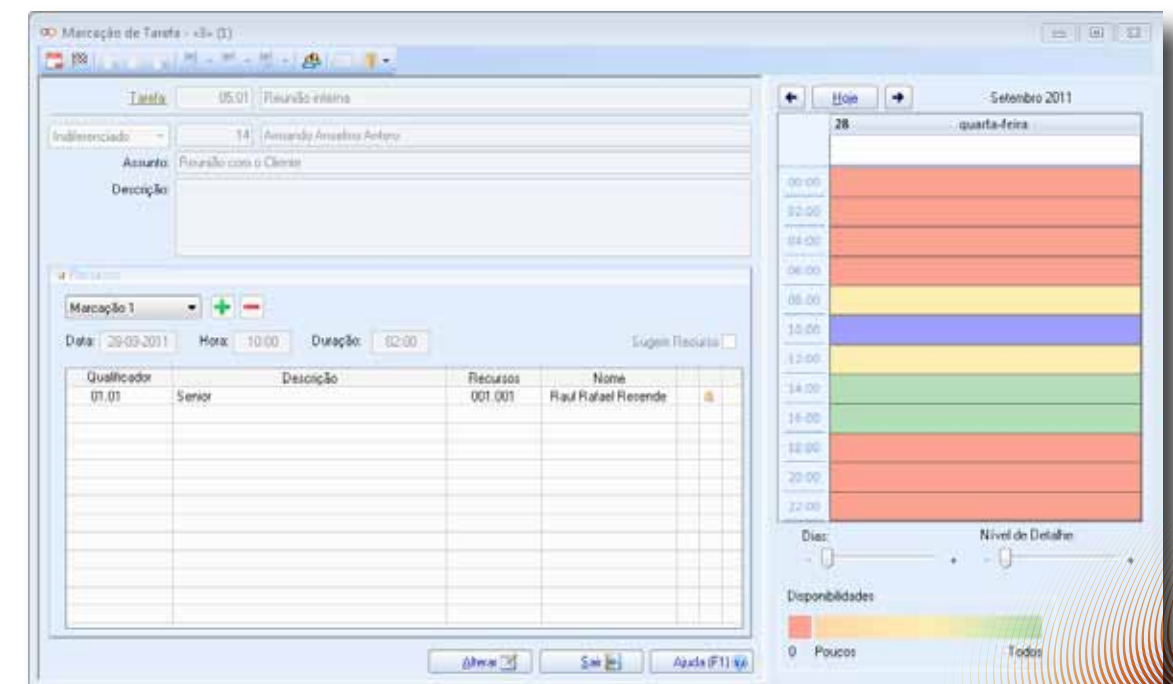 Marcação de Tarefa - «3» (1)
Tarefa: 05.01 Reunião interna
Indiferenciado 14
Assunto: Reunião com o Cliente
Descrição:
Recursos
Marcação 1
Data: 28-09-2011 Hora: 10:00 Duração: 02:00 Sugerir Recurso
Qualificador Descrição Recursos Nome
01.01 Senior 001.001 Raul Rafael Resende
Alterar Sair Ajuda (F1)
Hoje Setembro 2011
28 quarta-feira
00:00
02:00
04:00
06:00
08:00
10:00
12:00
14:00
16:00
18:00
20:00
22:00
Dias: Nível de Detalhe:
- + - +
Disponibilidades
0 Poucos Todos